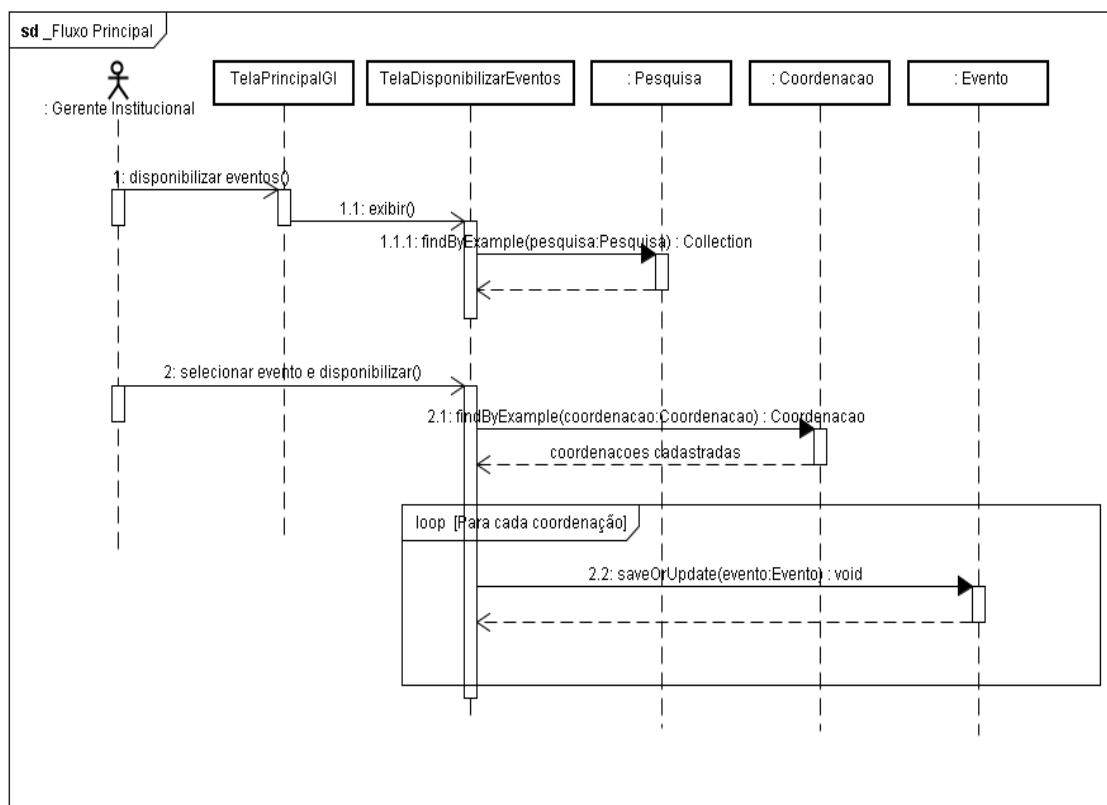 sd _Fluxo Principal
: Gerente Institucional
TelaPrincipalGI
TelaDisponibilizarEventos
: Pesquisa
: Coordenacao
: Evento
1: disponibilizar eventos()
1.1: exibir()
1.1.1: findByExample(pesquisa:Pesquisa) : Collection
2: selecionar evento e disponibilizar()
2.1: findByExample(coordenacao:Coordenacao) : Coordenacao
coordenacoes cadastradas
loop [Para cada coordenação]
2.2: saveOrUpdate(evento:Evento) : void